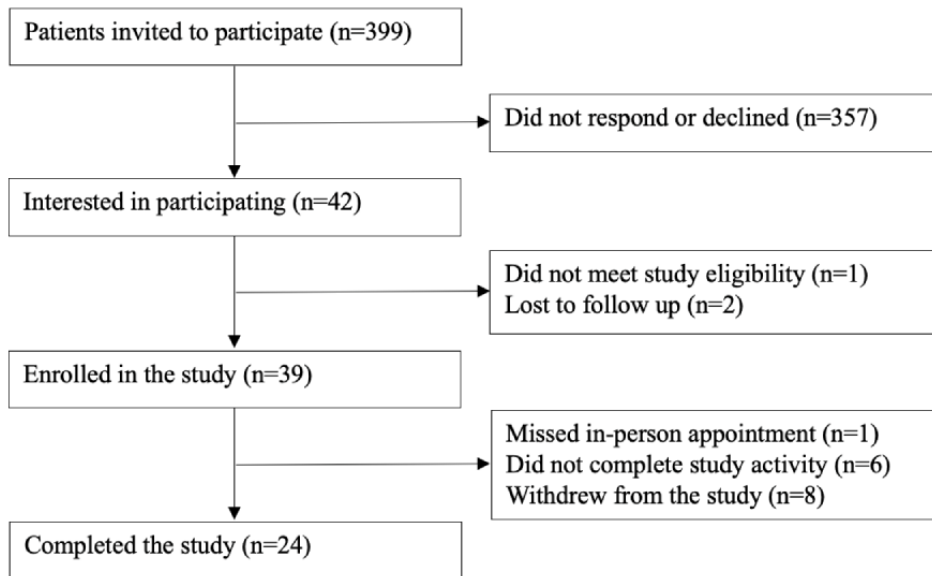 Patients invited to participate (n=399)
Did not respond or declined (n=357)
Interested in participating (n=42)
Did not meet study eligibility (n=1)
Lost to follow up (n=2)
Enrolled in the study (n=39)
Missed in-person appointment (n=1)
Did not complete study activity (n=6)
Withdrew from the study (n=8)
Completed the study (n=24)